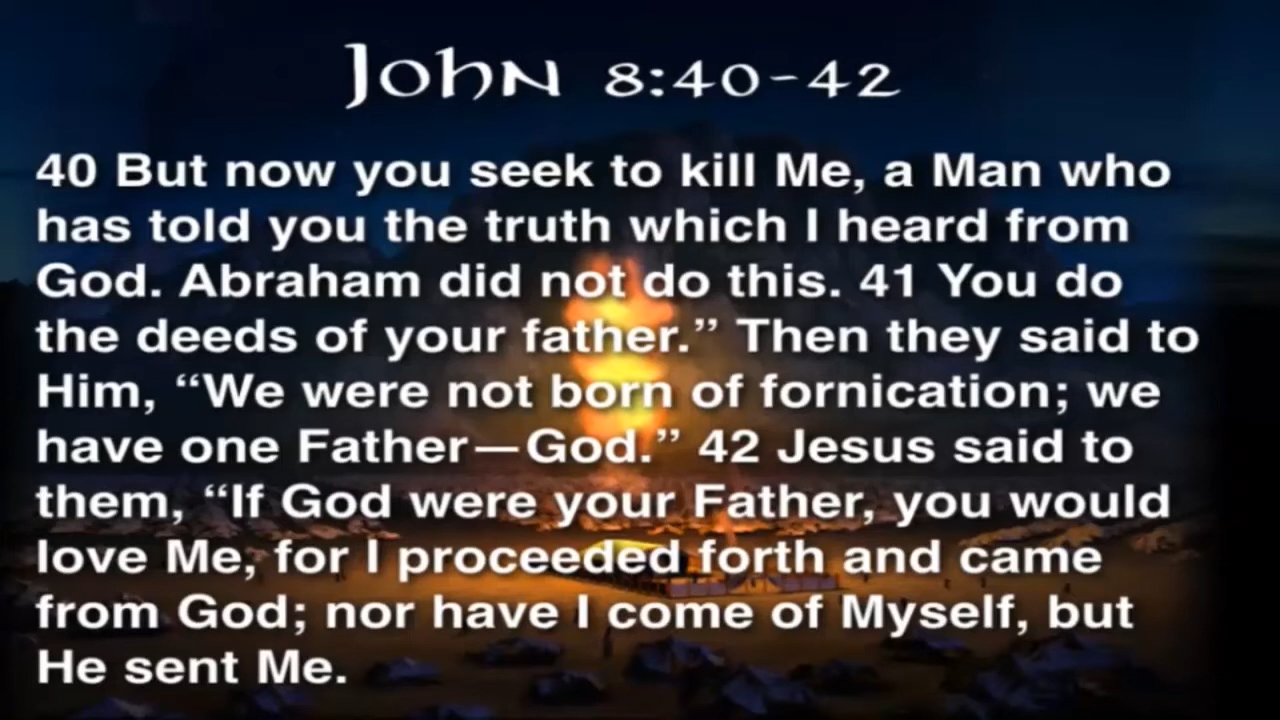 John 8:40-42
40 But now you seek to kill Me, a Man who
has told you the truth which I heard from
God. Abraham did not do this. 41 You do
the deeds of your father.” Then they said to
Him, “We were not born of fornication; we
have one Father—God.” 42 Jesus said to
them, “If God were your Father, you would
love Me, for I proceeded forth and came
from God; nor have I come of Myself, but
He sent Me.